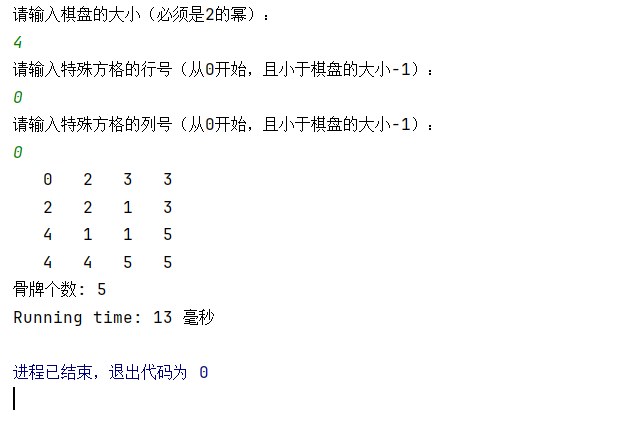 请输入棋盘的大小（必须是2的幂）：
4
请输入特殊方格的行号（从0开始，且小于棋盘的大小-1）：
0
请输入特殊方格的列号（从0开始，且小于棋盘的大小-1）：
0
0 2 3 3
2 2 1 3
4 1 1 5
4 4 5 5
骨牌个数: 5
Running time: 13 毫秒
进程已结束，退出代码为 0